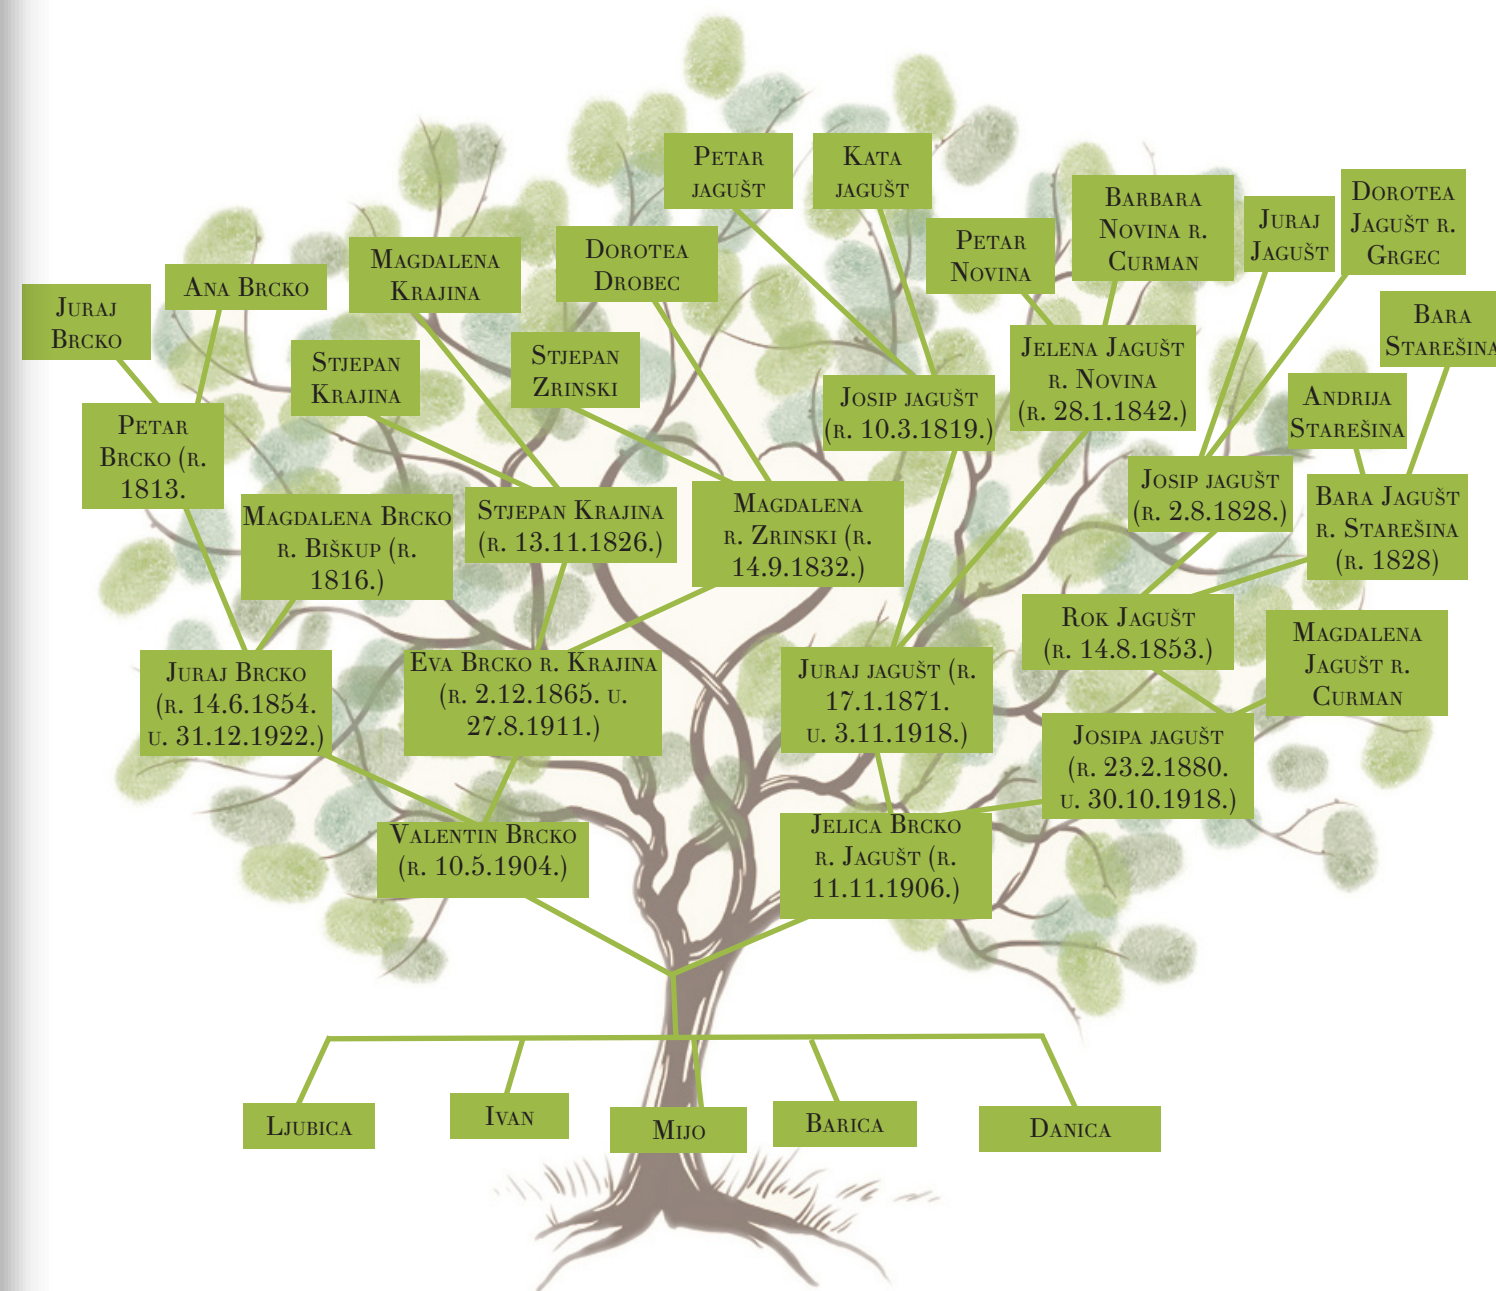 Petar
jagušt
Kata
jagušt
Juraj
Brcko
Ana Brcko
Magdalena
Krajina
Dorotea
Drobec
Petar
Novina
Barbara
Novina r.
Curman
Juraj
Jagušt
Dorotea
Jagušt r.
Grgec
Bara
Starešina
Stjepan
Krajina
Stjepan
Zrinski
Josip jagušt
(r. 10.3.1819.)
Jelena Jagušt
r. Novina
(r. 28.1.1842.)
Andrija
Starešina
Petar
Brcko (r.
1813.
Magdalena Brcko
r. Biškup (r.
1816.)
Stjepan Krajina
(r. 13.11.1826.)
Magdalena
r. Zrinski (r.
14.9.1832.)
Josip jagušt
(r. 2.8.1828.)
Bara Jagušt
r. Starešina
(r. 1828)
Juraj Brcko
(r. 14.6.1854.
u. 31.12.1922.)
Eva Brcko r. Krajina
(r. 2.12.1865. u.
27.8.1911.)
Juraj jagušt (r.
17.1.1871.
u. 3.11.1918.)
Rok Jagušt
(r. 14.8.1853.)
Magdalena
Jagušt r.
Curman
Josipa jagušt
(r. 23.2.1880.
u. 30.10.1918.)
Valentin Brcko
(r. 10.5.1904.)
Jelica Brcko
r. Jagušt (r.
11.11.1906.)
Ljubica
Ivan
Mijo
Barica
Danica